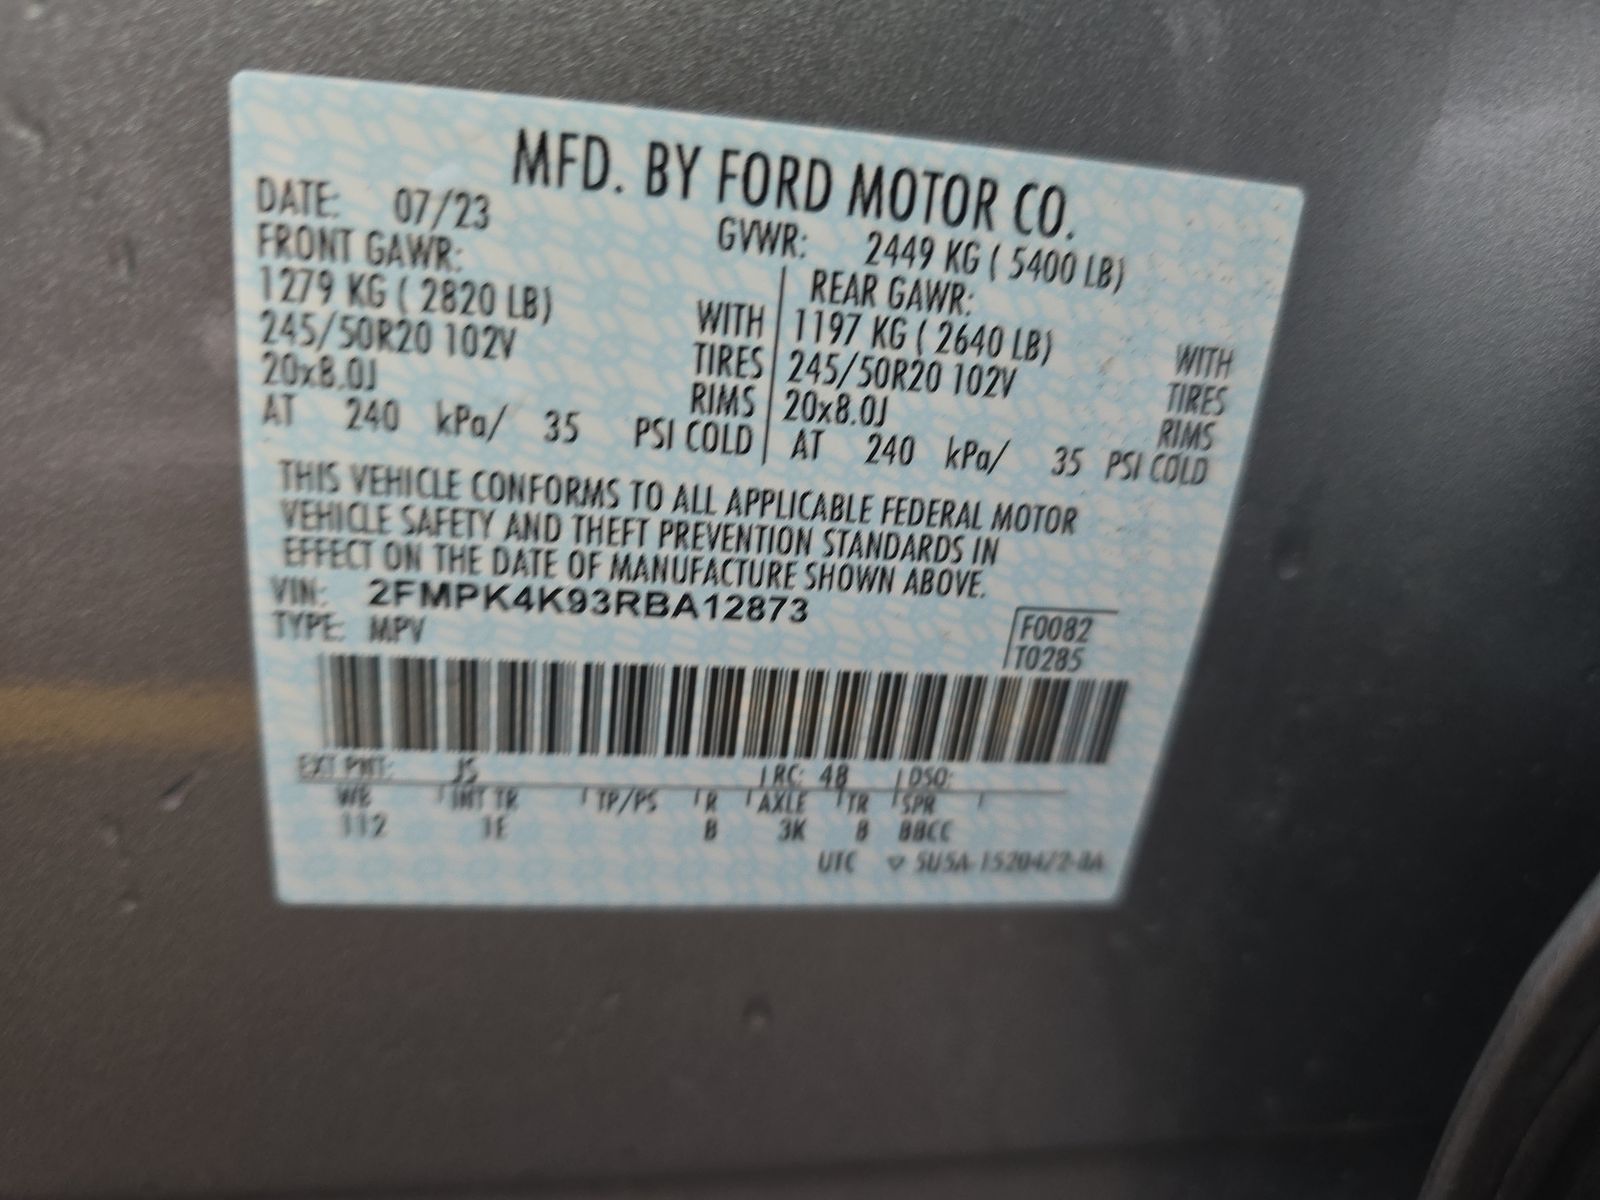 MFD. BY FORD MOTOR CO.
DATE: 07/23 GVWR: 2449 KG ( 5400 LB)
FRONT GAWR: REAR GAWR:
1279 KG ( 2820 LB) WITH 1197 KG ( 2640 LB) WITH
245/50R20 102V TIRES 245/50R20 102V TIRES
20x8.0J RIMS 20x8.0J RIMS
AT 240 kPa/ 35 PSI COLD AT 240 kPa/ 35 PSI COLD
THIS VEHICLE CONFORMS TO ALL APPLICABLE FEDERAL MOTOR
VEHICLE SAFETY AND THEFT PREVENTION STANDARDS IN
EFFECT ON THE DATE OF MANUFACTURE SHOWN ABOVE.
VIN: 2FMPK4K93RBA12873
TYPE: MPV
F0082
T0285
EXT PNT: JS RC: 48 DSO:
WB INT TR TP/PS R AXLE TR SPR
112 1E B 3K 8 BBCC
UTC